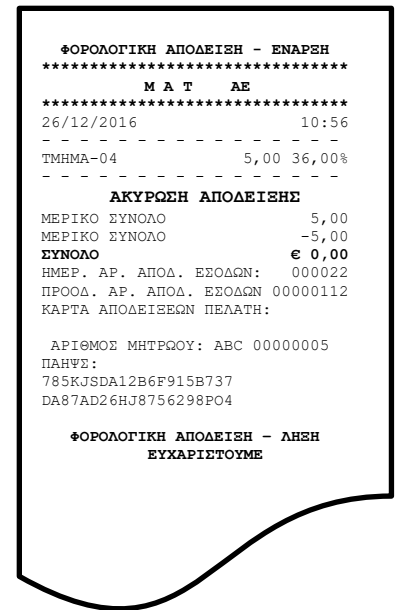 ΦΟΡΟΛΟΓΙΚΗ ΑΠΟΔΕΙΞΗ - ΕΝΑΡΞΗ
********************************
Μ Α Τ ΑΕ
********************************
26/12/2016 10:56
- - - - - - - - - - - - - - - -
ΤΜΗΜΑ-04 5,00 36,00%
- - - - - - - - - - - - - - - -
ΑΚΥΡΩΣΗ ΑΠΟΔΕΙΞΗΣ
ΜΕΡΙΚΟ ΣΥΝΟΛΟ 5,00
ΜΕΡΙΚΟ ΣΥΝΟΛΟ -5,00
ΣΥΝΟΛΟ € 0,00
ΗΜΕΡ. ΑΡ. ΑΠΟΔ. ΕΣΟΔΩΝ: 000022
ΠΡΟΟΔ. ΑΡ. ΑΠΟΔ. ΕΣΟΔΩΝ 00000112
ΚΑΡΤΑ ΑΠΟΔΕΙΞΕΩΝ ΠΕΛΑΤΗ:
ΑΡΙΘΜΟΣ ΜΗΤΡΩΟΥ: ABC 00000005
ΠΑΗΨΣ:
785KJSDA12B6F915B737
DA87AD26HJ8756298PO4
ΦΟΡΟΛΟΓΙΚΗ ΑΠΟΔΕΙΞΗ – ΛΗΞΗ
ΕΥΧΑΡΙΣΤΟΥΜΕ